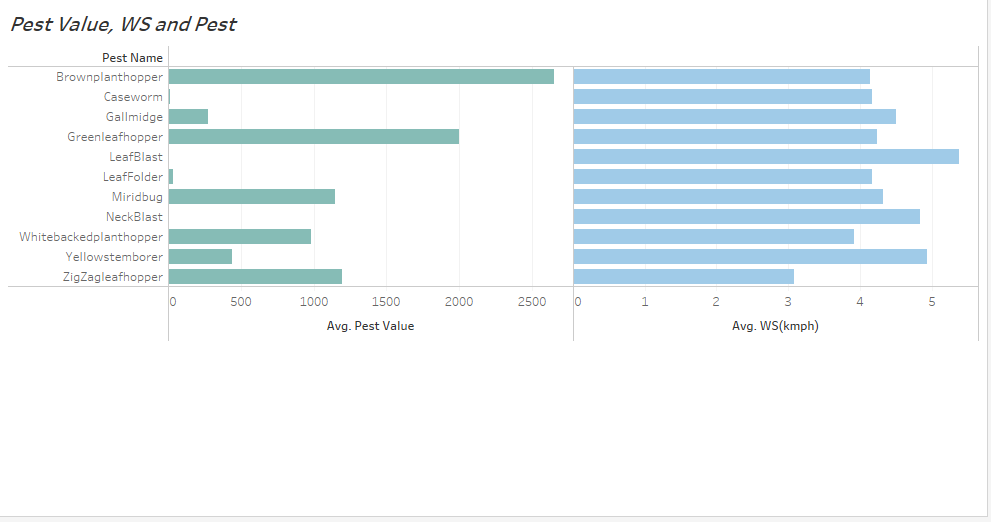 Pest Value, WS and Pest
Pest Name
Brownplanthopper
Caseworm
Gallmidge
Greenleafhopper
LeafBlast
LeafFolder
Miridbug
NeckBlast
Whitebackedplanthopper
Yellowstemborer
ZigZagleafhopper
0 500 1000 1500 2000 2500 0 1 2 3 4 5
Avg. Pest Value Avg. WS(kmph)